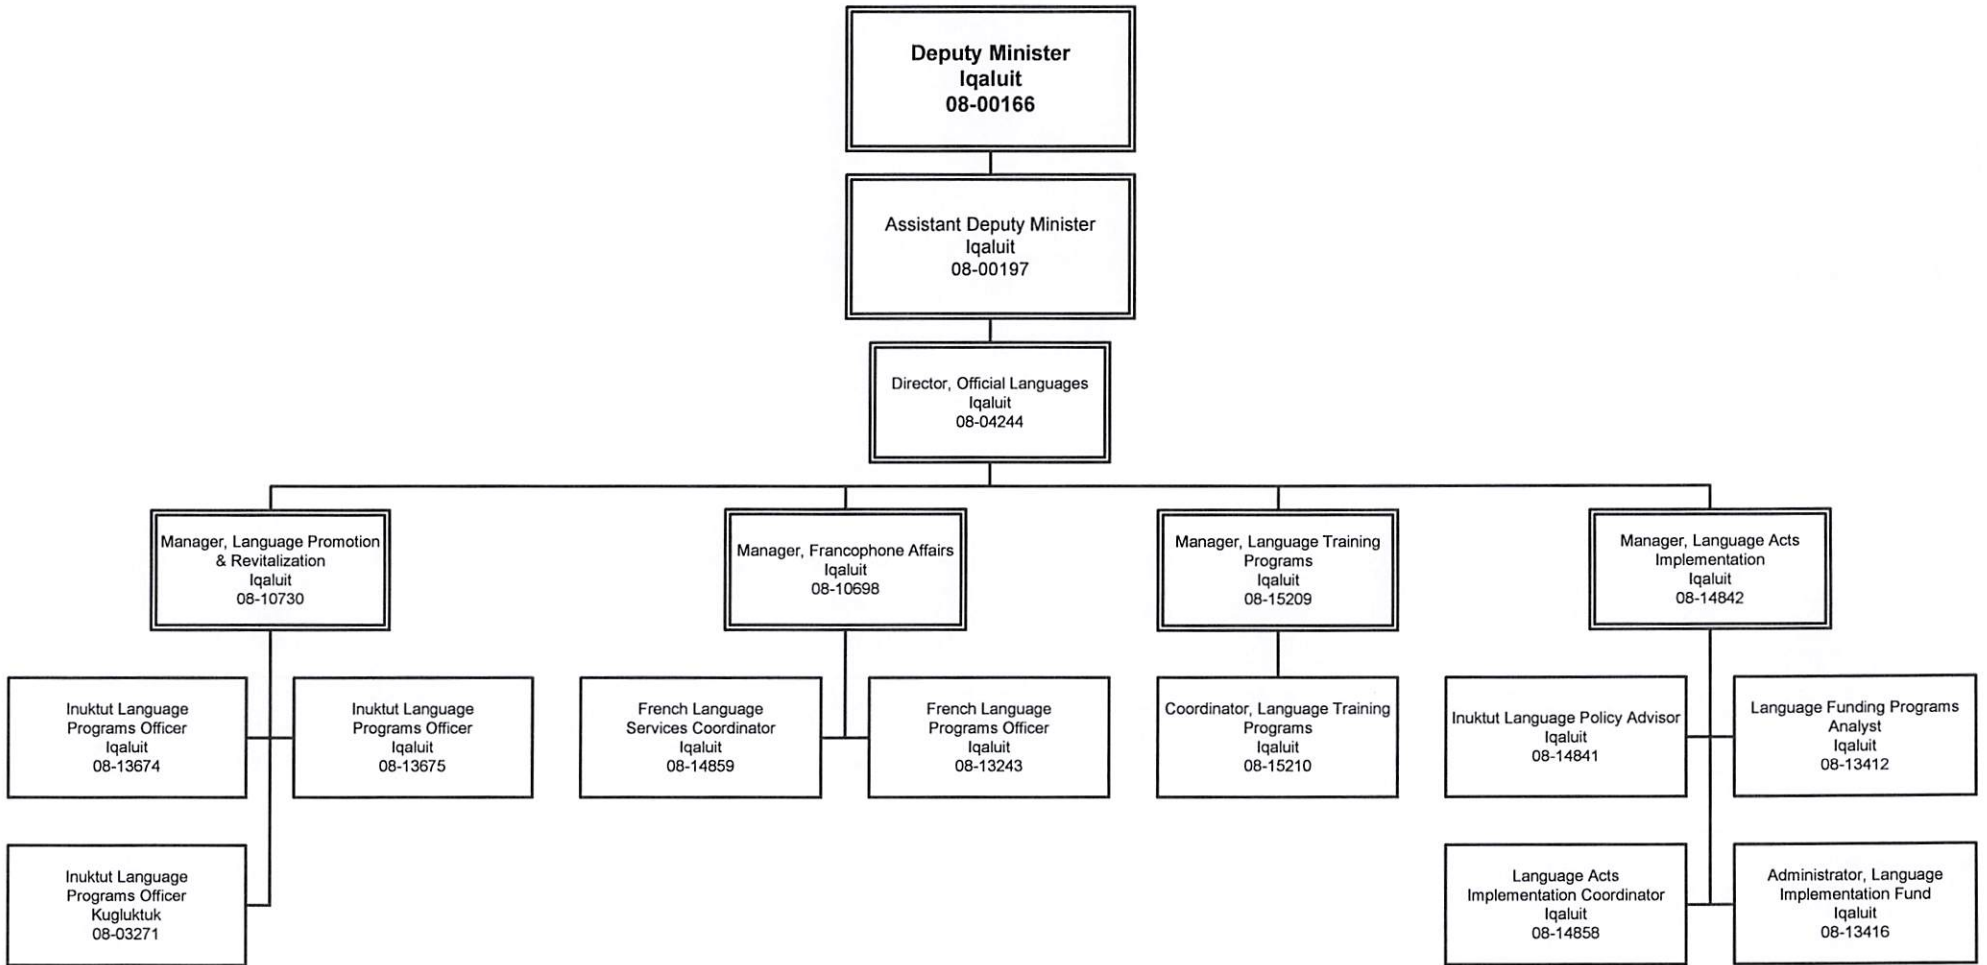 Deputy Minister
Iqaluit
08-00166
Assistant Deputy Minister
Iqaluit
08-00197
Director, Official Languages
Iqaluit
08-04244
Manager, Language Promotion
& Revitalization
Iqaluit
08-10730
Manager, Francophone Affairs
Iqaluit
08-10698
Manager, Language Training
Programs
Iqaluit
08-15209
Manager, Language Acts
Implementation
Iqaluit
08-14842
Inuktut Language
Programs Officer
Iqaluit
08-13674
Inuktut Language
Programs Officer
Iqaluit
08-13675
French Language
Services Coordinator
Iqaluit
08-14859
French Language
Programs Officer
Iqaluit
08-13243
Coordinator, Language Training
Programs
Iqaluit
08-15210
Inuktut Language Policy Advisor
Iqaluit
08-14841
Language Funding Programs
Analyst
Iqaluit
08-13412
Inuktut Language
Programs Officer
Kugluktuk
08-03271
Language Acts
Implementation Coordinator
Iqaluit
08-14858
Administrator, Language
Implementation Fund
Iqaluit
08-13416